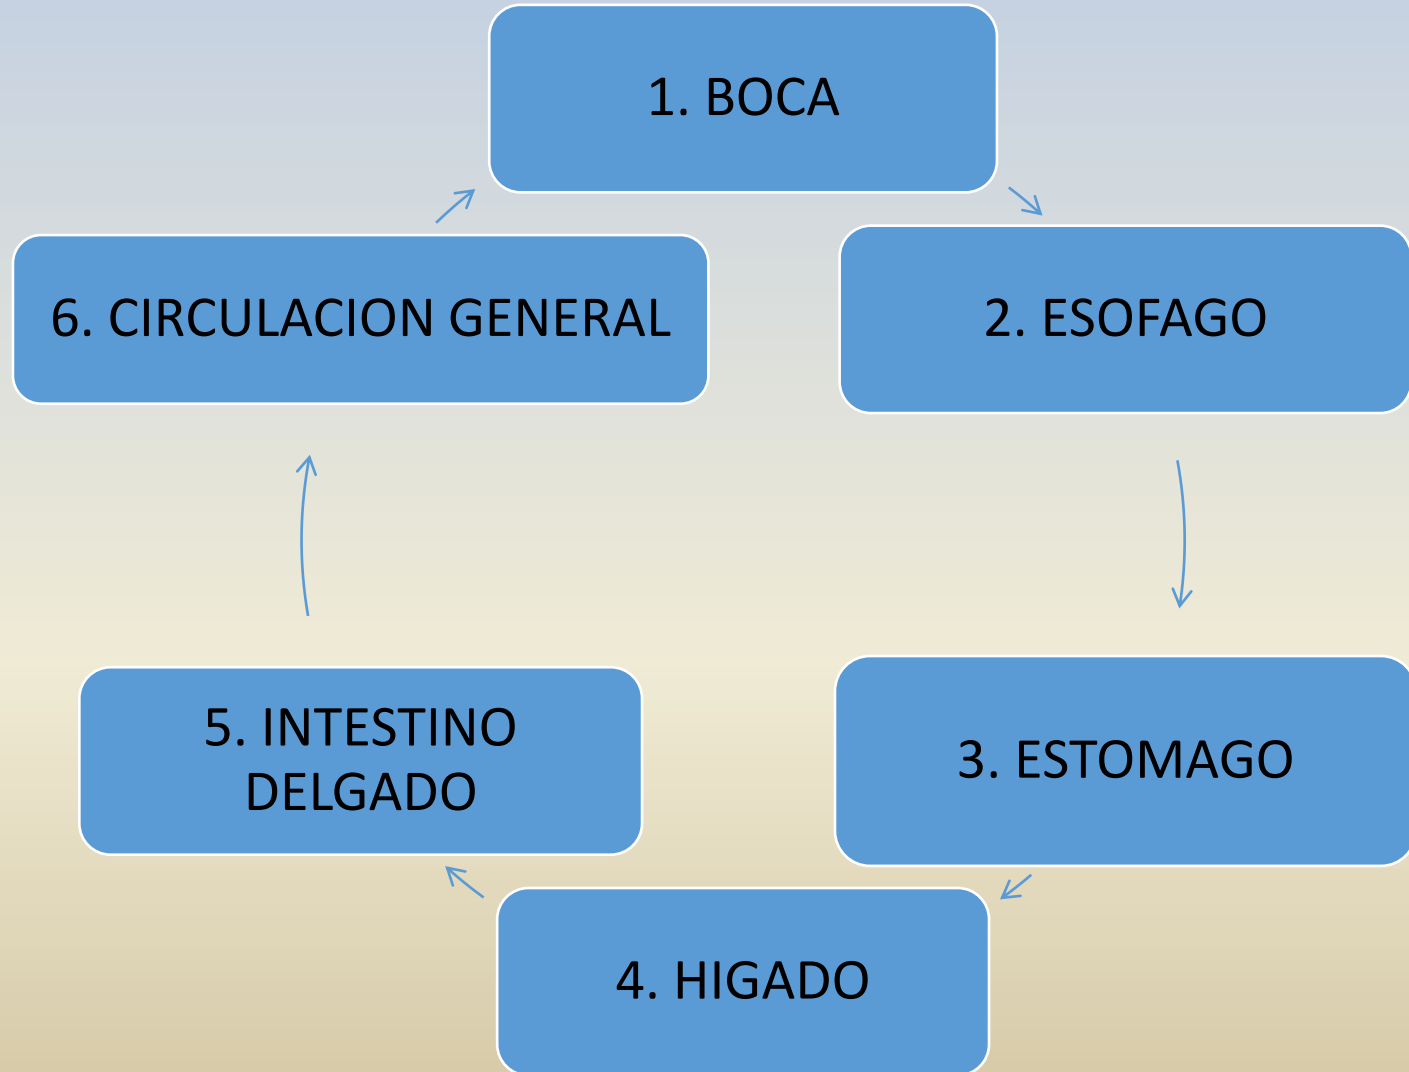 1. BOCA
2. ESOFAGO
3. ESTOMAGO
4. HIGADO
5. INTESTINO
DELGADO
6. CIRCULACION GENERAL